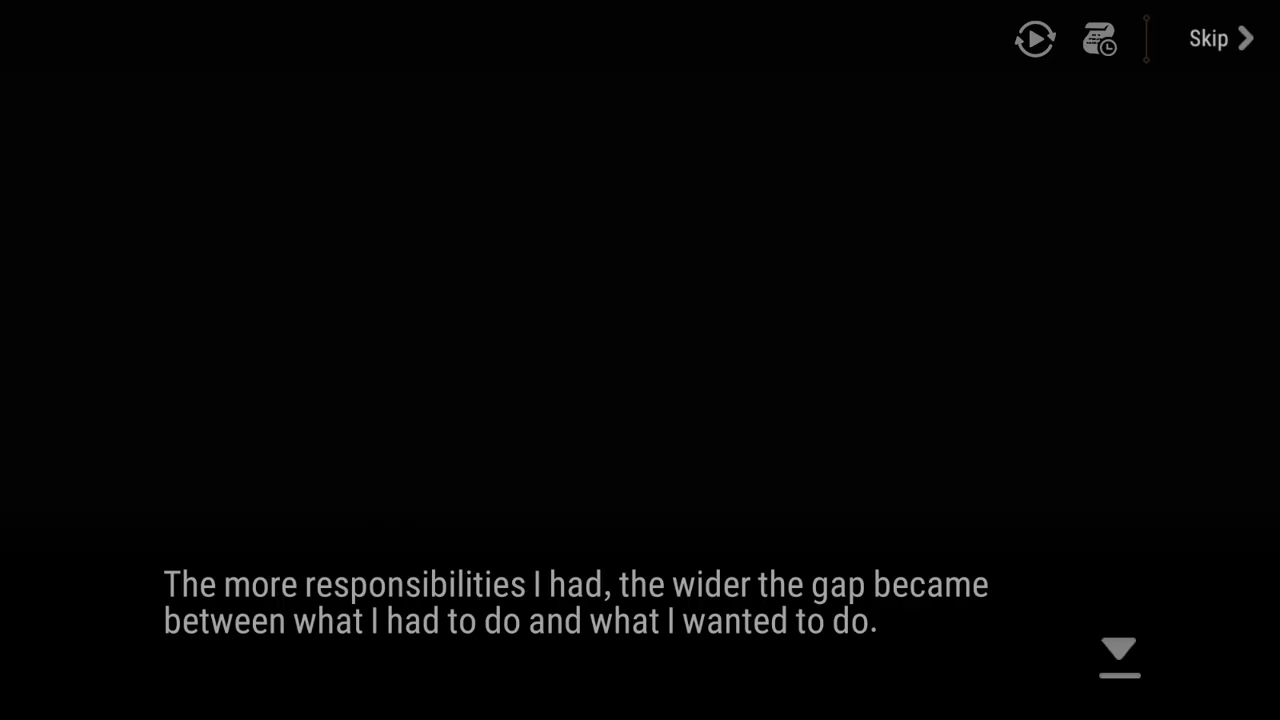 Skip
The more responsibilities I had, the wider the gap became
between what I had to do and what I wanted to do.